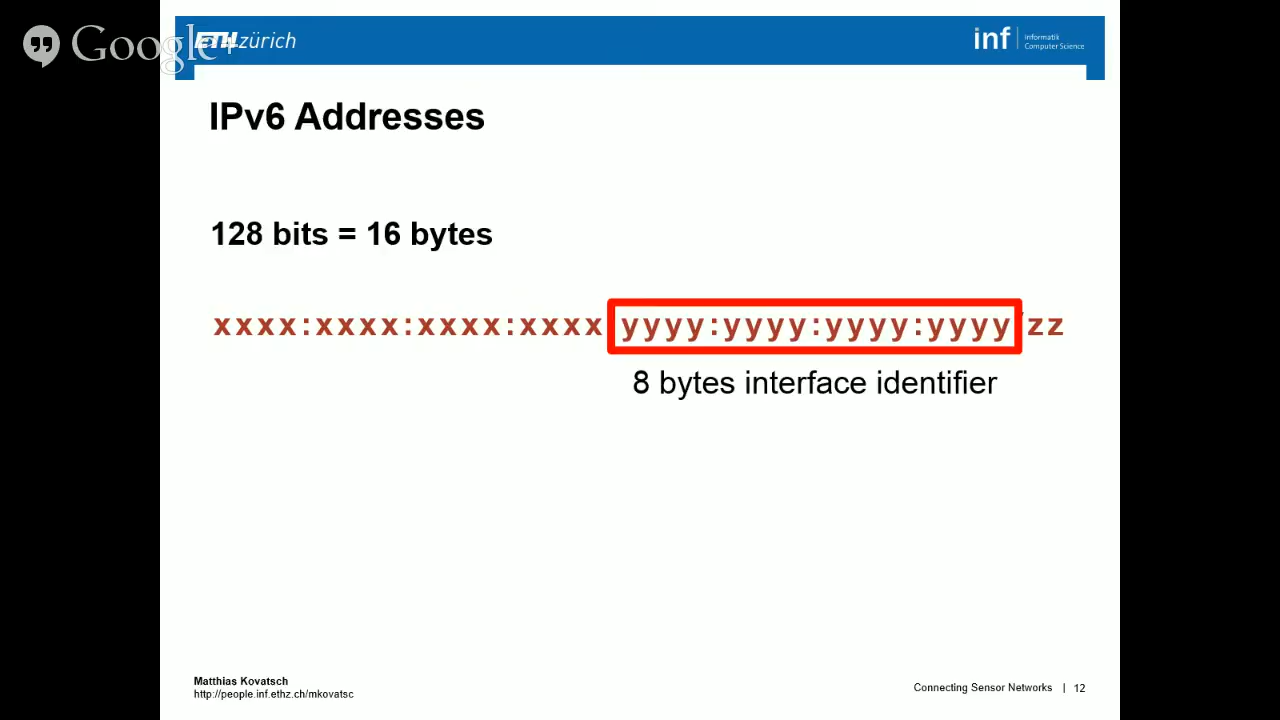 Google+
ETH zürich
inf
Informatik
Computer Science
IPv6 Addresses
128 bits = 16 bytes
xxxx:xxxx:xxxx:xxxx yyyy:yyyy:yyyy:yyyy/zz
8 bytes interface identifier
Matthias Kovatsch
http://people.inf.ethz.ch/mkovatsc
Connecting Sensor Networks | 12